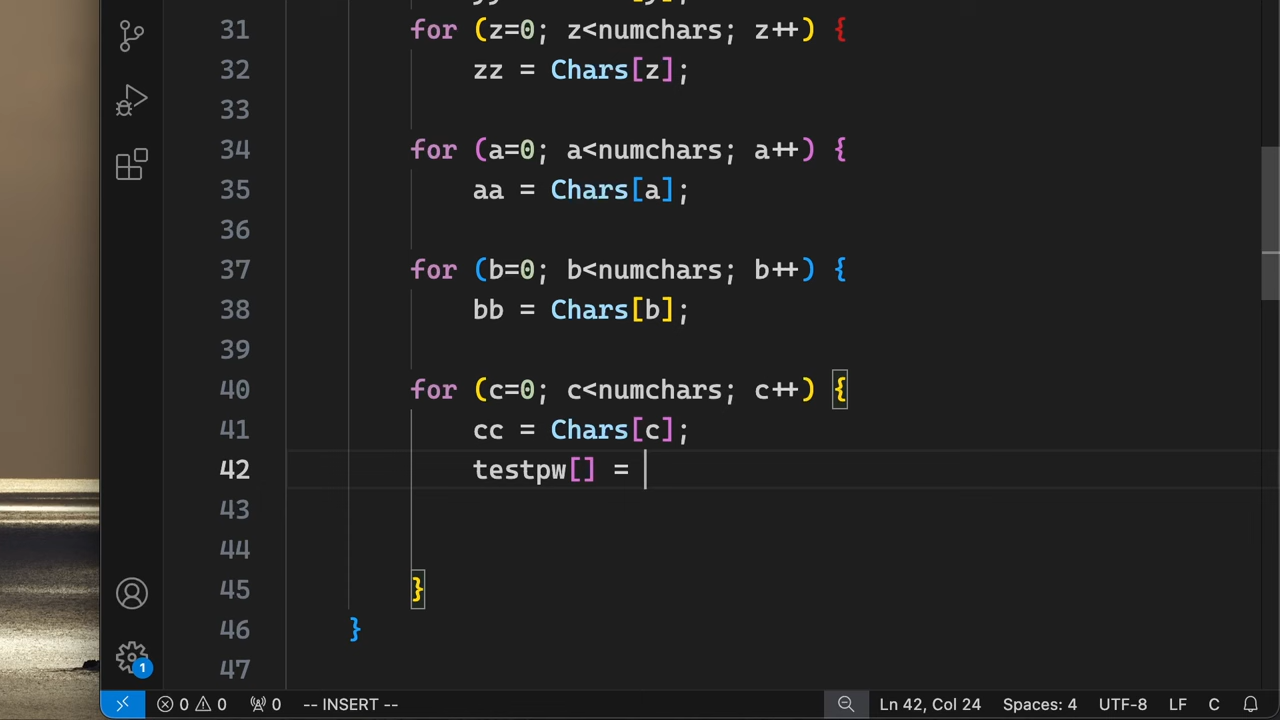 31 for (z=0; z<numchars; z++) {
32 zz = Chars[z];
33
34 for (a=0; a<numchars; a++) {
35 aa = Chars[a];
36
37 for (b=0; b<numchars; b++) {
38 bb = Chars[b];
39
40 for (c=0; c<numchars; c++) {
41 cc = Chars[c];
42 testpw[] =
43
44
45 }
46 }
47
1
0 0 0 -- INSERT -- Ln 42, Col 24 Spaces: 4 UTF-8 LF C